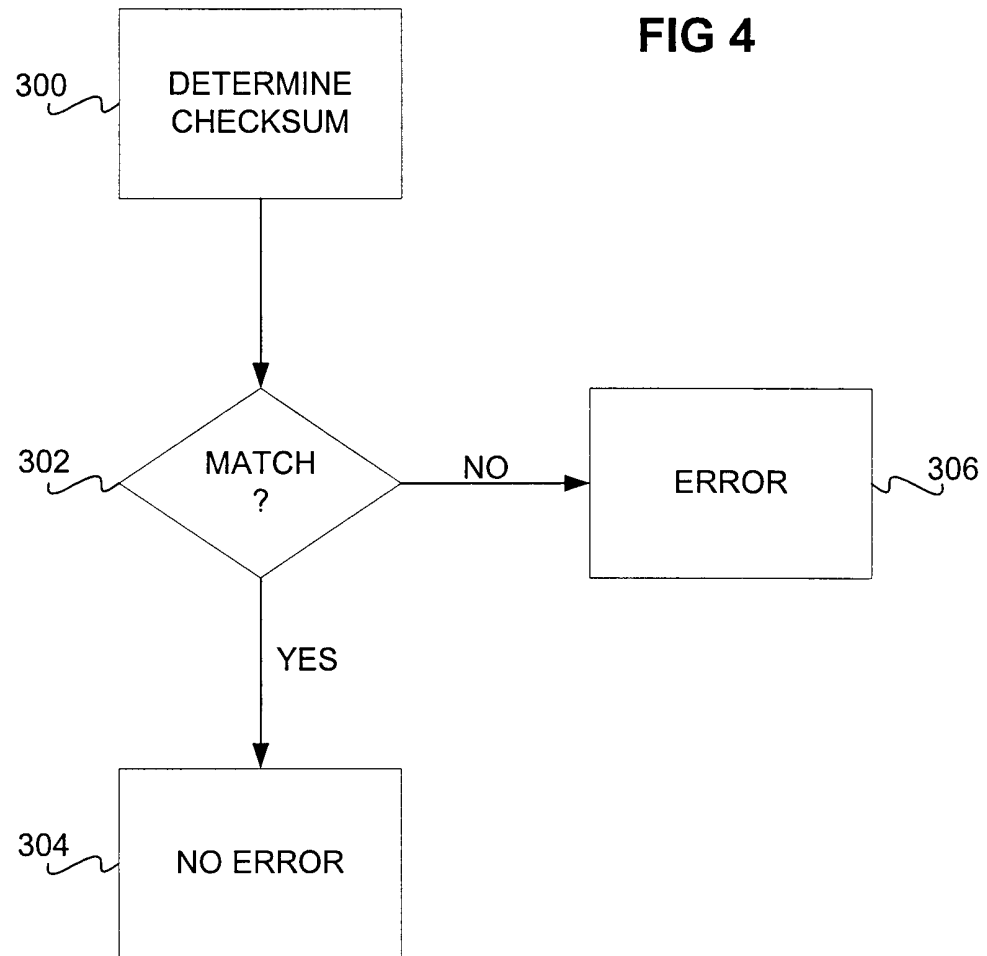 FIG 4
300
DETERMINE
CHECKSUM
302
MATCH
?
NO
ERROR
306
YES
304
NO ERROR